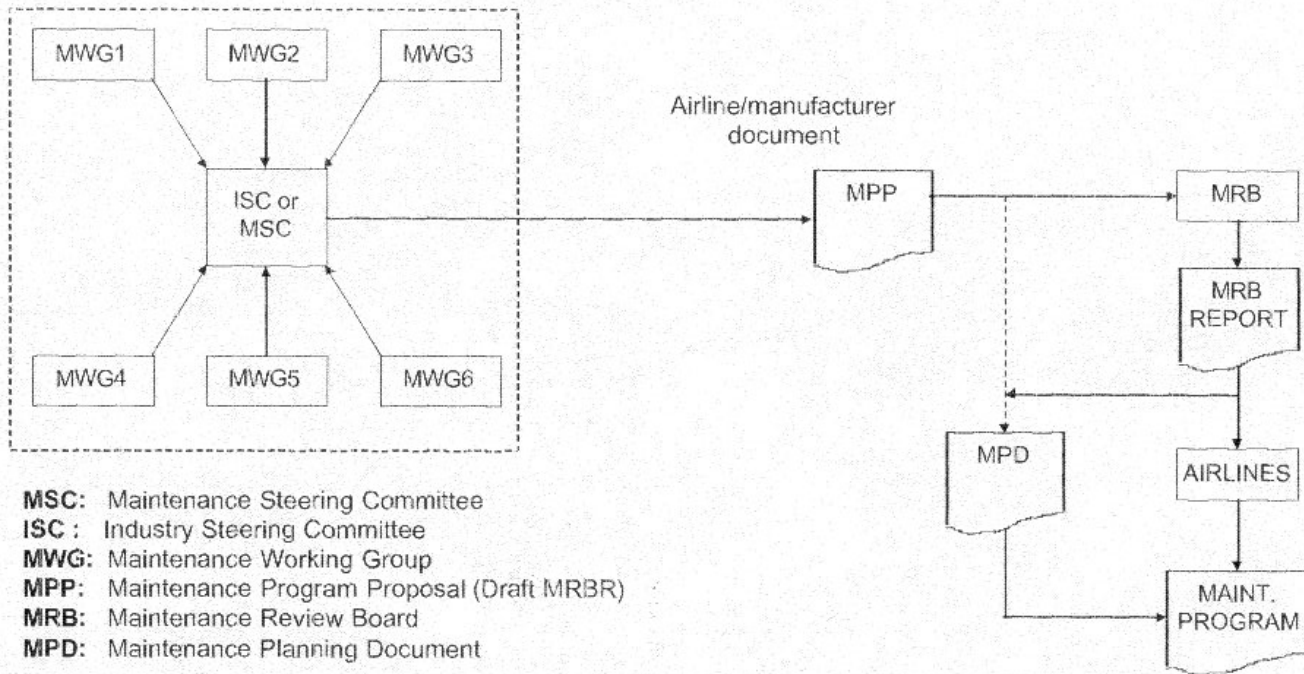 MWG1
MWG2
MWG3
Airline/manufacturer
document
ISC or
MSC
MPP
MRB
MRB
REPORT
MWG4
MWG5
MWG6
MPD
AIRLINES
MAINT.
PROGRAM
MSC: Maintenance Steering Committee
ISC : Industry Steering Committee
MWG: Maintenance Working Group
MPP: Maintenance Program Proposal (Draft MRBR)
MRB: Maintenance Review Board
MPD: Maintenance Planning Document